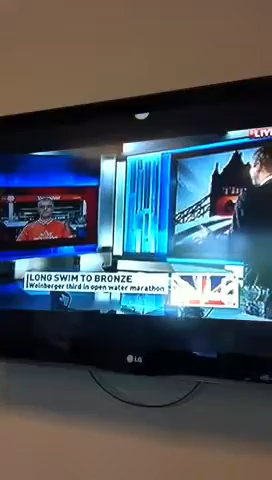 LIVE
LONG SWIM TO BRONZE
Weinberger third in open water marathon
LG